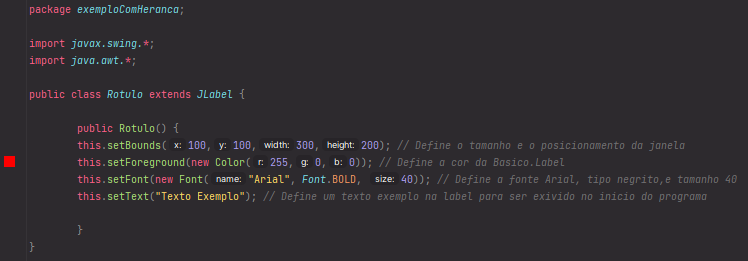 package exemploComHeranca;
import javax.swing.*;
import java.awt.*;
public class Rotulo extends JLabel {
public Rotulo() {
this.setBounds( x: 100, y: 100, width: 300, height: 200); // Define o tamanho e o posicionamento da janela
this.setForeground(new Color( r: 255, g: 0, b: 0)); // Define a cor da Basico.Label
this.setFont(new Font( name: "Arial", Font.BOLD, size: 40)); // Define a fonte Arial, tipo negrito,e tamanho 40
this.setText("Texto Exemplo"); // Define um texto exemplo na label para ser exivido no inicio do programa
}
}